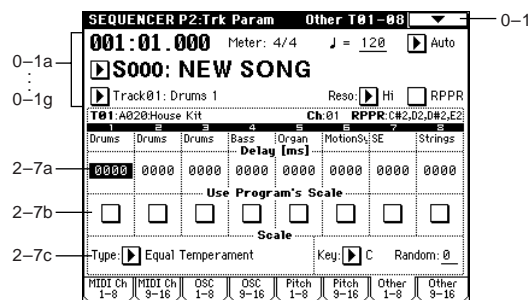 SEQUENCER P2:Trk Param Other T01-08
0-1
001:01.000 Meter: 4/4 ♩ = 120 Auto
0-1a
S000: NEW SONG
:
0-1g
Track01: Drums 1 Reso: Hi RPPR
T01:A020:House Kit Ch:01 RPPR:C#2,D2,D#2,E2
1 2 3 4 5 6 7 8
Drums Drums Drums Bass Organ MotionSy SE Strings
Delay [ms]
2-7a
0000 0000 0000 0000 0000 0000 0000 0000
Use Program's Scale
2-7b
Scale
2-7c
Type: Equal Temperament Key: C Random: 0
MIDI Ch 1-8 MIDI Ch 9-16 OSC 1-8 OSC 9-16 Pitch 1-8 Pitch 9-16 Other 1-8 Other 9-16